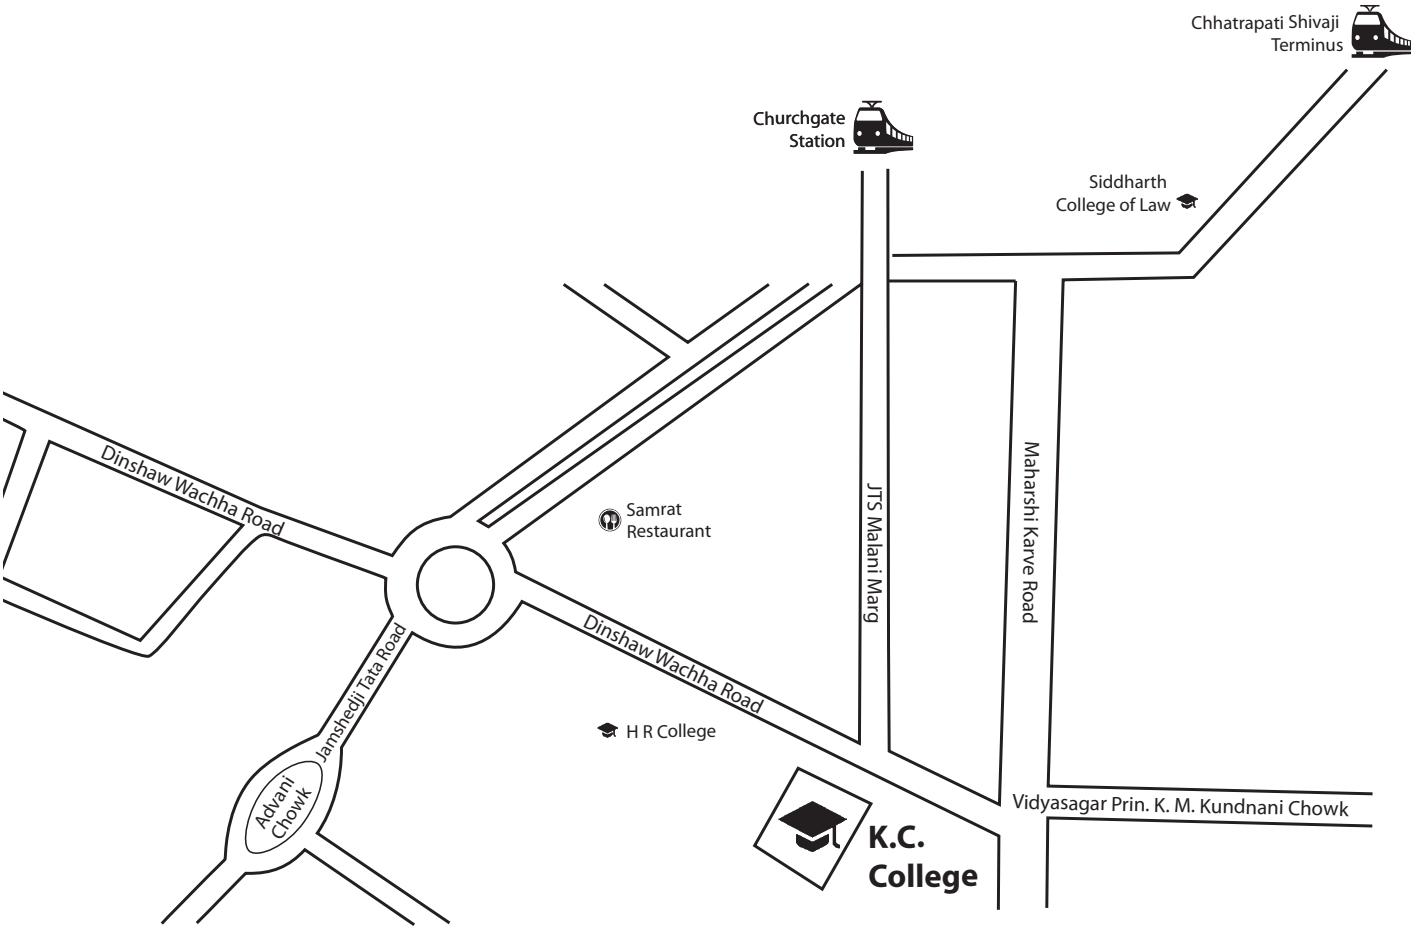 Chhatrapati Shivaji
Terminus
Churchgate
Station
Siddharth
College of Law
Dinshaw Wachha Road
Samrat
Restaurant
JTS Malani Marg
Maharshi Karve Road
Dinshaw Wachha Road
Jamshedji Tata Road
H R College
Advani
Chowk
Vidyasagar Prin. K. M. Kundnani Chowk
K.C.
College